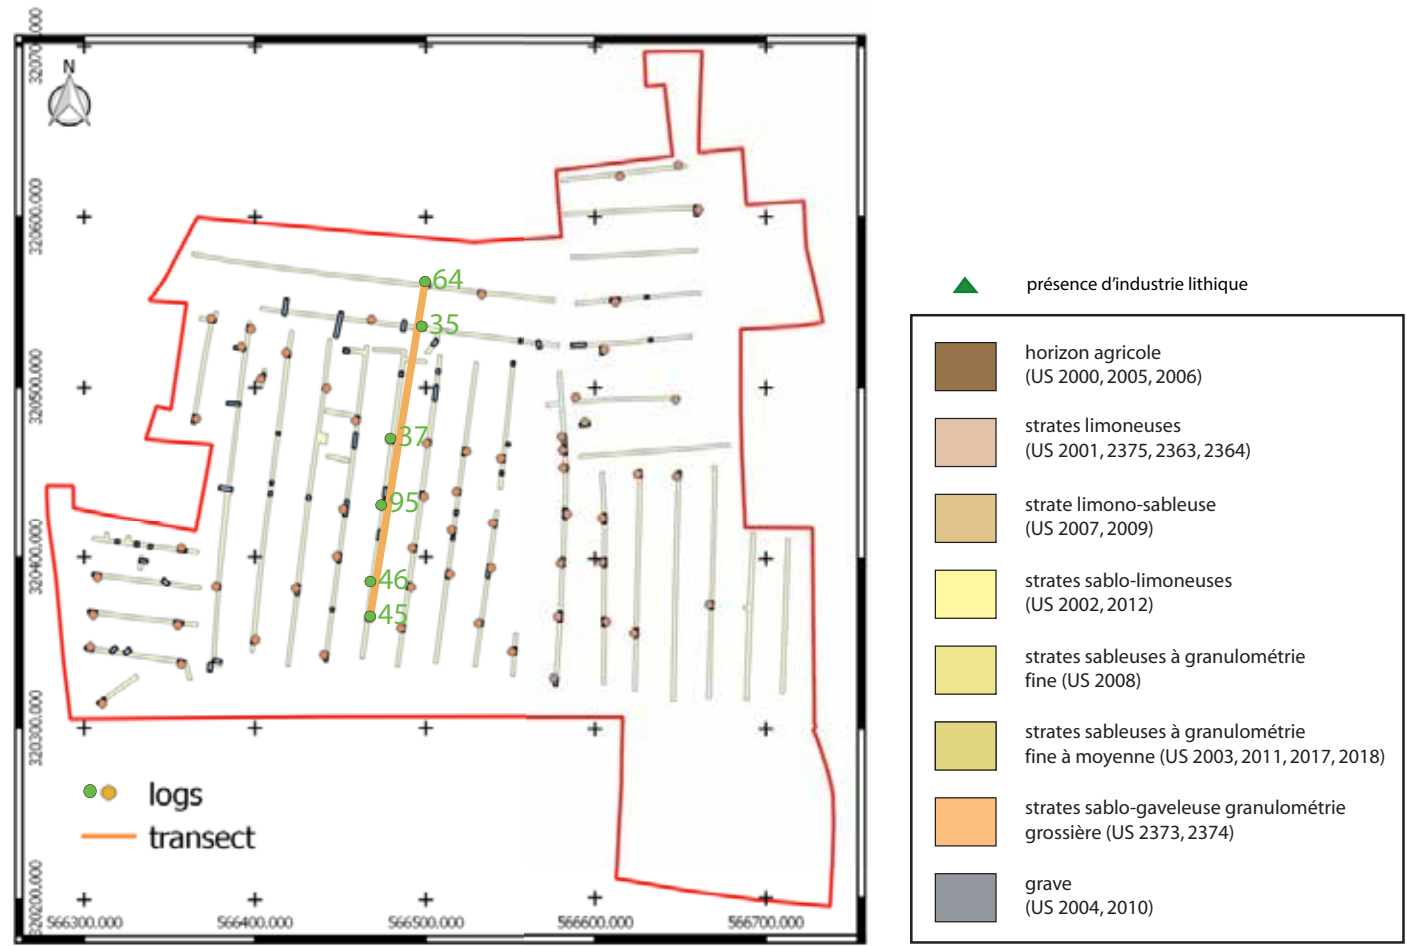 N
320700.000
320600.000
320500.000
320400.000
320300.000
320200.000
64
35
37
95
46
45
logs
transect
566300.000
566400.000
566500.000
566600.000
566700.000
présence d'industrie lithique
horizon agricole
(US 2000, 2005, 2006)
strates limoneuses
(US 2001, 2375, 2363, 2364)
strate limono-sableuse
(US 2007, 2009)
strates sablo-limoneuses
(US 2002, 2012)
strates sableuses à granulométrie
fine (US 2008)
strates sableuses à granulométrie
fine à moyenne (US 2003, 2011, 2017, 2018)
strates sablo-gaveleuse granulométrie
grossière (US 2373, 2374)
grave
(US 2004, 2010)